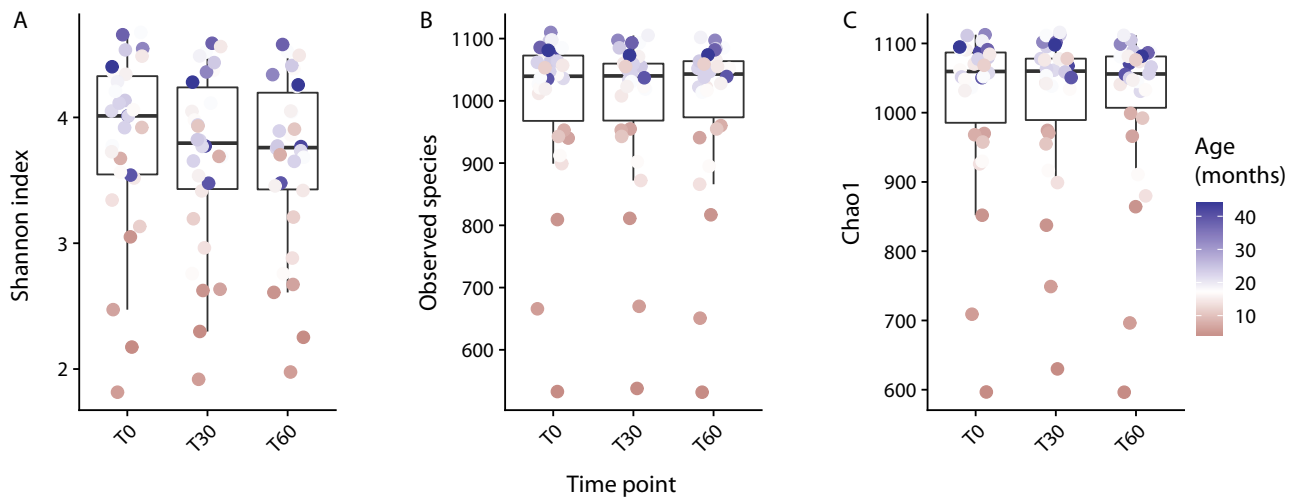 A
Shannon index
4
3
2
T0
T30
T60
B
Observed species
1100
1000
900
800
700
600
T0
T30
T60
C
Chao1
1100
1000
900
800
700
600
T0
T30
T60
Time point
Age
(months)
40
30
20
10